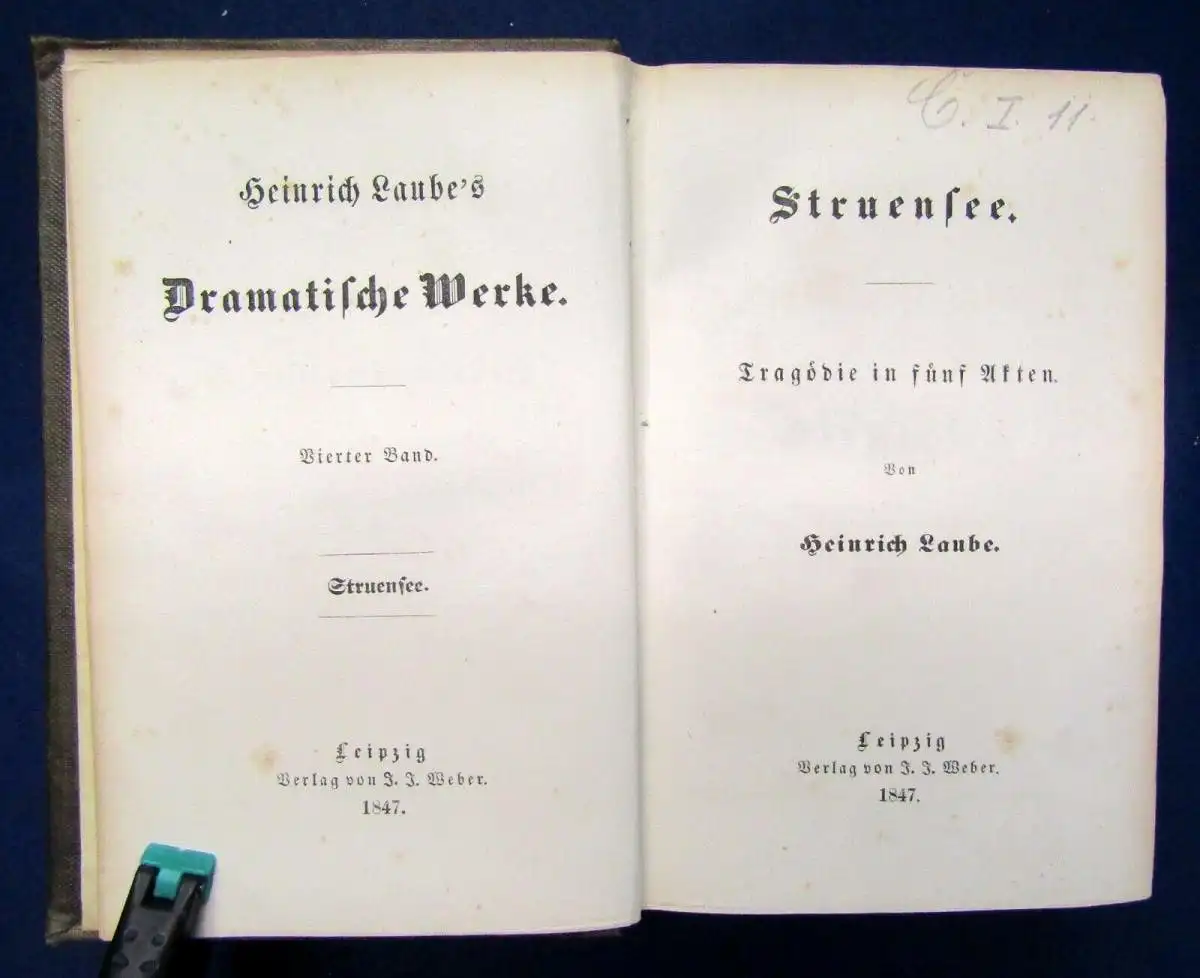 Heinrich Laube's
Dramatiſche Werke.
Vierter Band.
Struenſee.
Leipzig
Verlag von J. J. Weber.
1847.
C. I. 11.
Struenſee.
Tragödie in fünf Akten.
Von
Heinrich Laube.
Leipzig
Verlag von J. J. Weber.
1847.